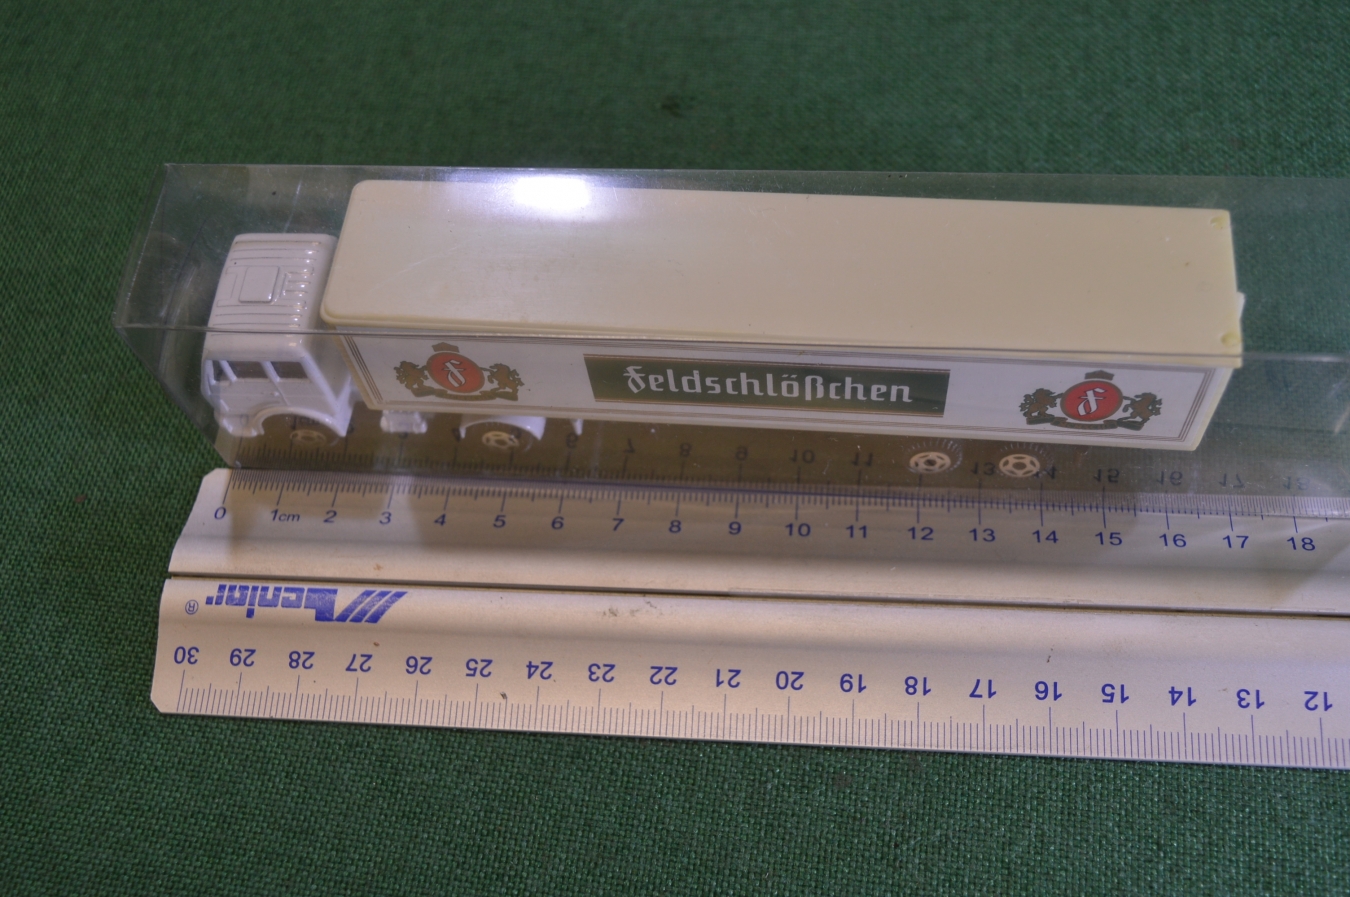 f
Feldschlößchen
f
0 1cm 2 3 4 5 6 7 8 9 10 11 12 13 14 15 16 17 18
benlar ®
30 29 28 27 26 25 24 23 22 21 20 19 18 17 16 15 14 13 12